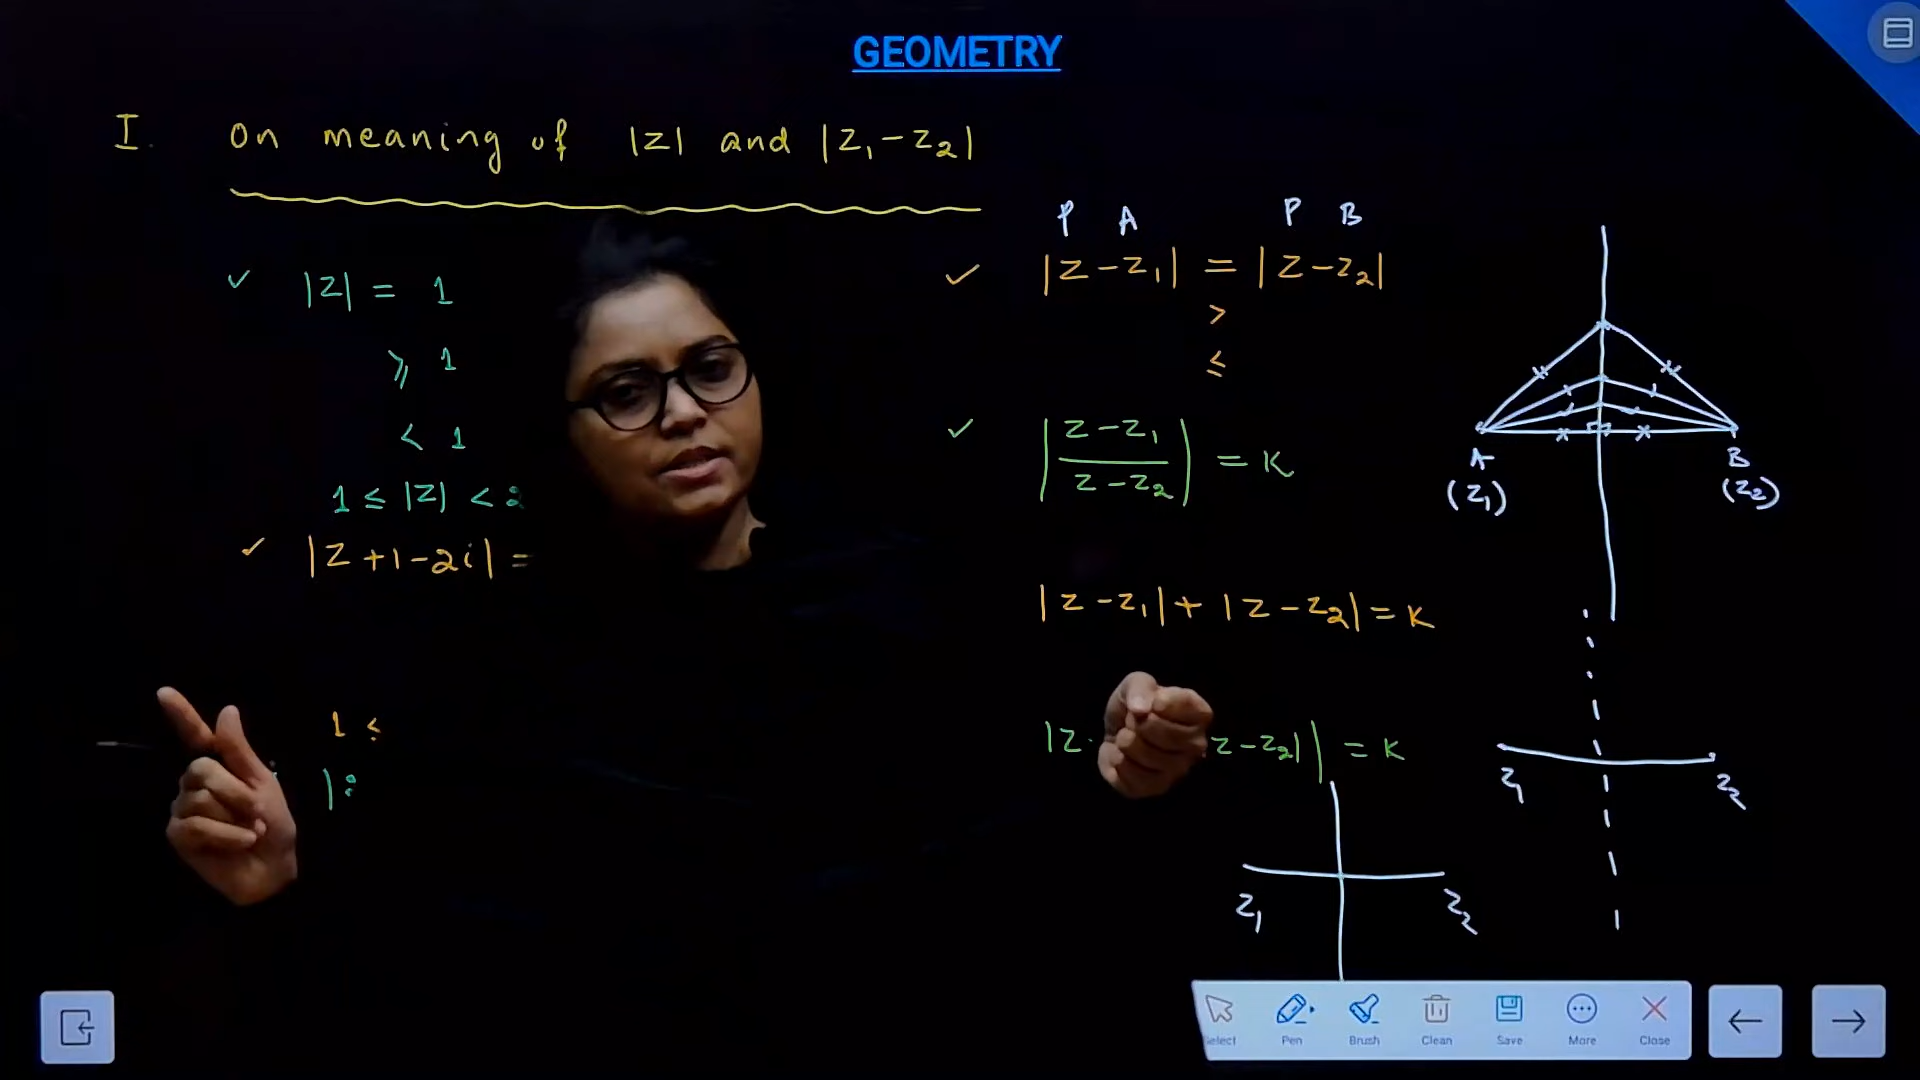 GEOMETRY
I. On meaning of |z| and |z₁-z₂|
|z| = 1
⩾ 1
< 1
1 ≤ |z| < 2
|z+1-2i| =
1 ≤
P A P B
|z-z₁| = |z-z₂|
>
≤
|z-z₁ / z-z₂| = K
|z-z₁| + |z-z₂| = K
|z z-z₂|| = K
A B
(z₁) (z₂)
z₁ z₂
z₁ z₂
Select Pen Brush Clean Save More Close